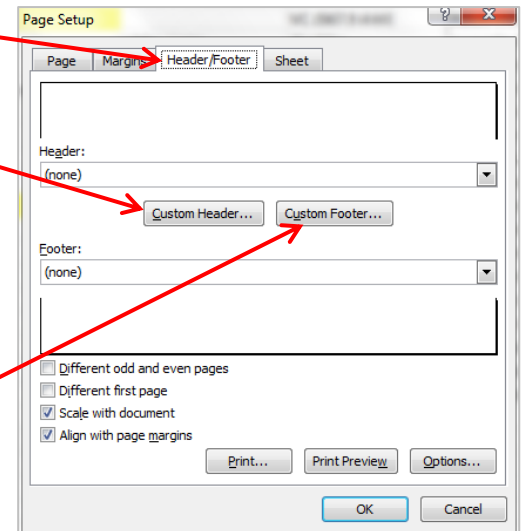 Page Setup
Page Margins Header/Footer Sheet
Header:
(none)
Custom Header... Custom Footer...
Footer:
(none)
Different odd and even pages
Different first page
Scale with document
Align with page margins
Print... Print Preview Options...
OK Cancel